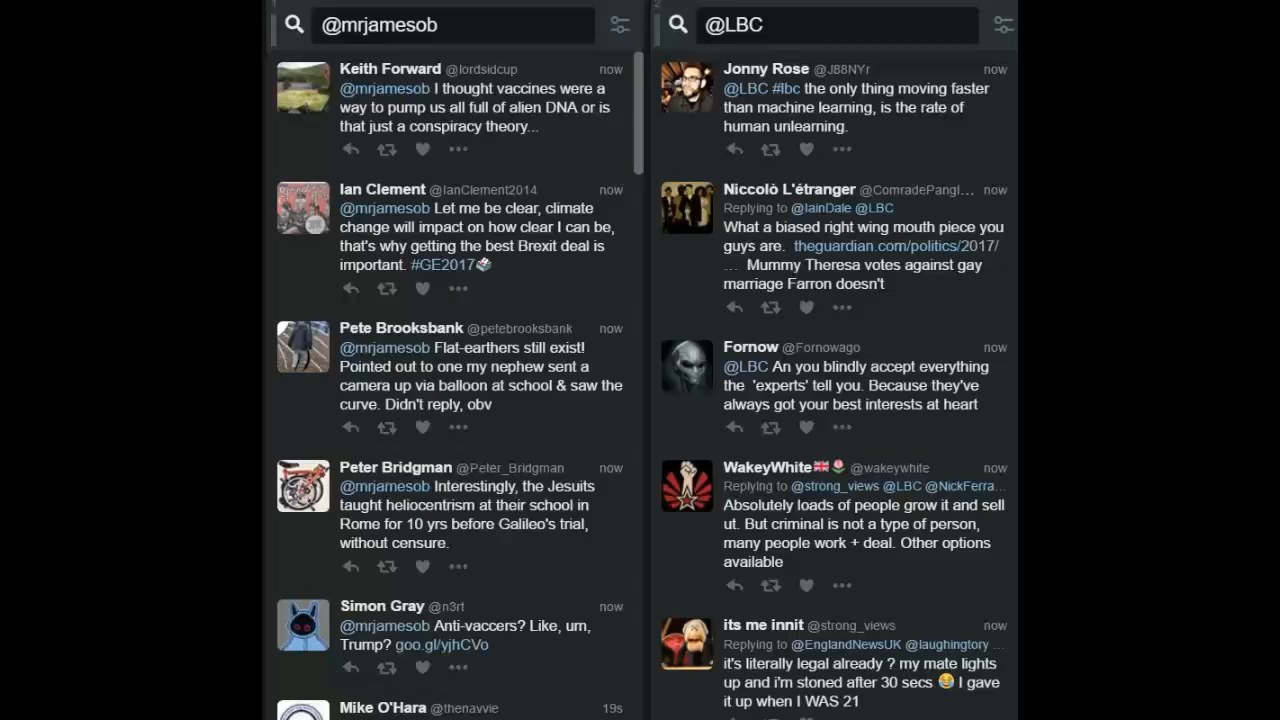 @mrjamesob
Keith Forward @lordsidcup now
@mrjamesob I thought vaccines were a
way to pump us all full of alien DNA or is
that just a conspiracy theory...
Ian Clement @IanClement2014 now
@mrjamesob Let me be clear, climate
change will impact on how clear I can be,
that's why getting the best Brexit deal is
important. #GE2017
Pete Brooksbank @petebrooksbank now
@mrjamesob Flat-earthers still exist!
Pointed out to one my nephew sent a
camera up via balloon at school & saw the
curve. Didn't reply, obv
Peter Bridgman @Peter_Bridgman now
@mrjamesob Interestingly, the Jesuits
taught heliocentrism at their school in
Rome for 10 yrs before Galileo's trial,
without censure.
Simon Gray @n3rt now
@mrjamesob Anti-vaccers? Like, um,
Trump? goo.gl/yjhCVo
Mike O'Hara @thenavvie 19s
@LBC
Jonny Rose @J88NYr now
@LBC #lbc the only thing moving faster
than machine learning, is the rate of
human unlearning.
Niccolò L'étranger @ComradePangl... now
Replying to @IainDale @LBC
What a biased right wing mouth piece you
guys are. theguardian.com/politics/2017/
… Mummy Theresa votes against gay
marriage Farron doesn't
Fornow @Fornowago now
@LBC An you blindly accept everything
the 'experts' tell you. Because they've
always got your best interests at heart
WakeyWhite🇬🇧🌹 @wakeywhite now
Replying to @strong_views @LBC @NickFerra...
Absolutely loads of people grow it and sell
ut. But criminal is not a type of person,
many people work + deal. Other options
available
its me innit @strong_views now
Replying to @EnglandNewsUK @laughingtory ...
it's literally legal already ? my mate lights
up and i'm stoned after 30 secs 😂 I gave
it up when I WAS 21